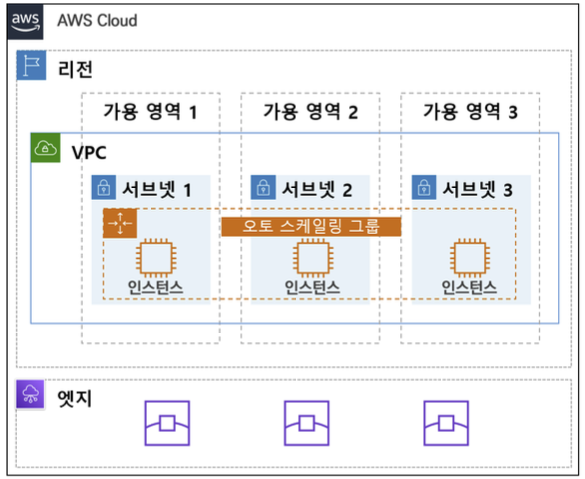 aws
AWS Cloud
리전
가용 영역 1
가용 영역 2
가용 영역 3
VPC
서브넷 1
서브넷 2
서브넷 3
오토 스케일링 그룹
인스턴스
인스턴스
인스턴스
엣지